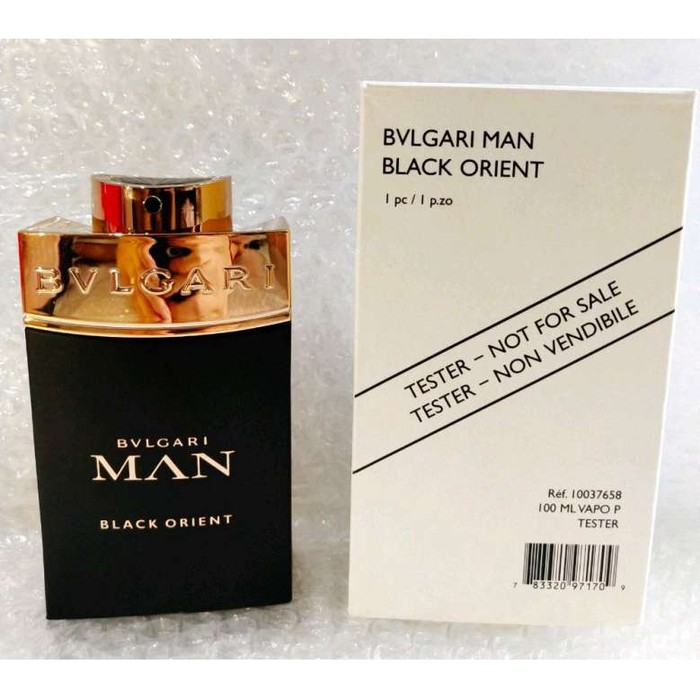 BVLGARI
BVLGARI
MAN
BLACK ORIENT
BVLGARI MAN
BLACK ORIENT
1 pc / 1 p.zo
TESTER – NOT FOR SALE
TESTER – NON VENDIBILE
Réf. 10037658
100 ML VAPO P
TESTER
7 83320 97170 9